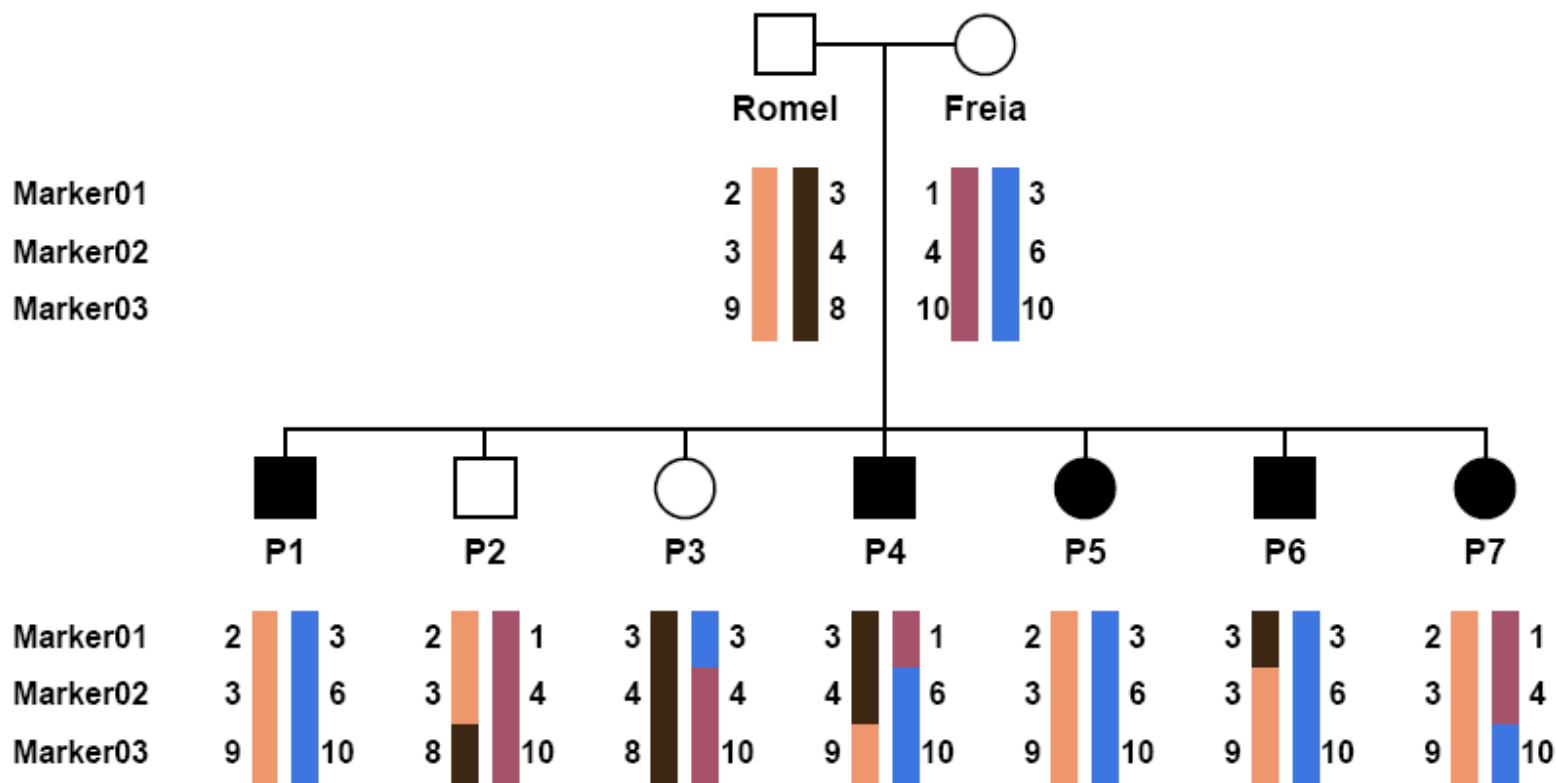 Romel Freia
Marker01 2 3 1 3
Marker02 3 4 4 6
Marker03 9 8 10 10
P1 P2 P3 P4 P5 P6 P7
Marker01 2 3 2 1 3 3 3 1 2 3 3 3 2 1
Marker02 3 6 3 4 4 4 4 6 3 6 3 6 3 4
Marker03 9 10 8 10 8 10 9 10 9 10 9 10 9 10